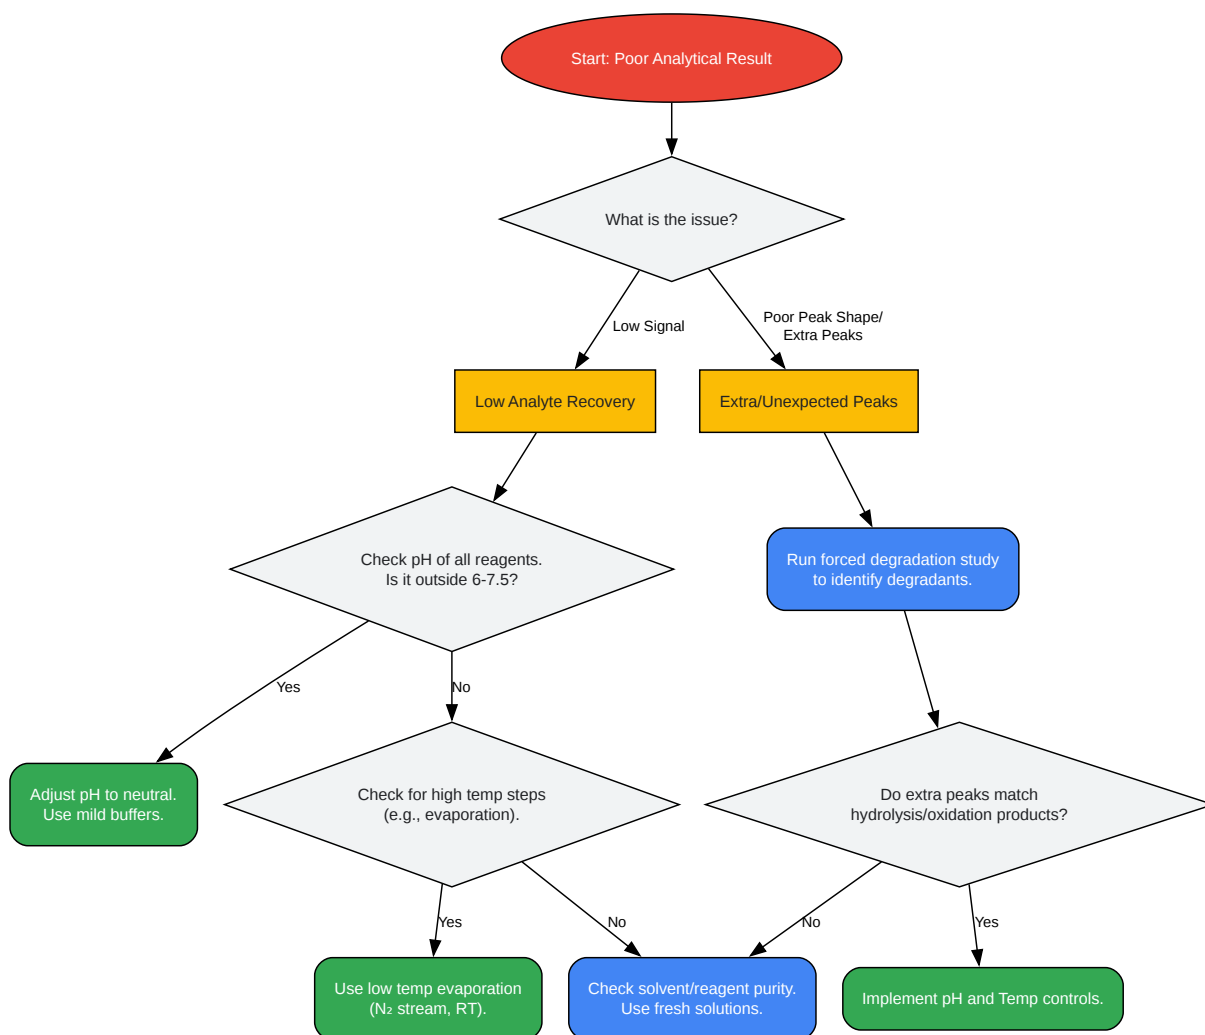 Start: Poor Analytical Result
What is the issue?
Low Signal
Poor Peak Shape/
Extra Peaks
Low Analyte Recovery
Extra/Unexpected Peaks
Check pH of all reagents.
Is it outside 6-7.5?
Run forced degradation study
to identify degradants.
Yes
No
Adjust pH to neutral.
Use mild buffers.
Check for high temp steps
(e.g., evaporation).
Do extra peaks match
hydrolysis/oxidation products?
Yes
No
No
Yes
Use low temp evaporation
(N₂ stream, RT).
Check solvent/reagent purity.
Use fresh solutions.
Implement pH and Temp controls.